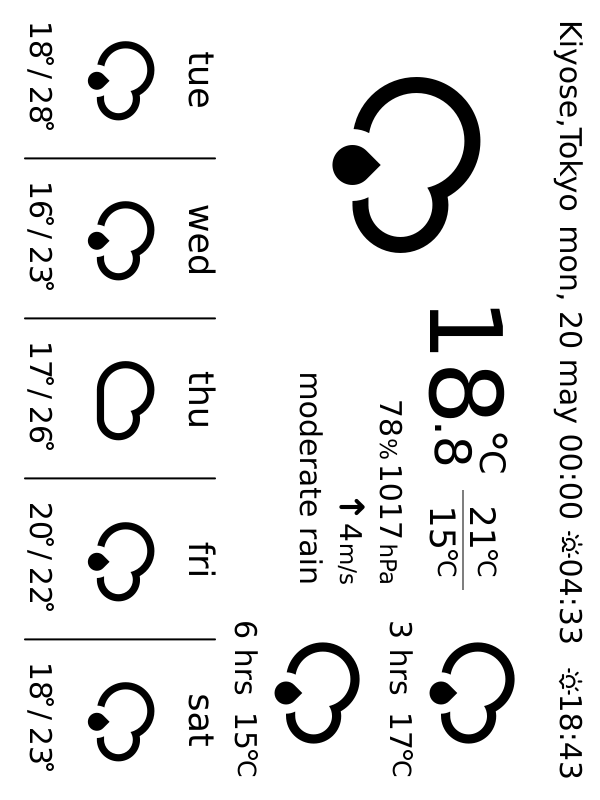 Kiyose,Tokyo mon, 20 may 00:00 04:33 18:43
18.8℃
21℃
15℃
78% 1017 hPa
4m/s
moderate rain
3 hrs 17℃
6 hrs 15℃
tue
18°/28°
wed
16°/23°
thu
17°/26°
fri
20°/22°
sat
18°/23°